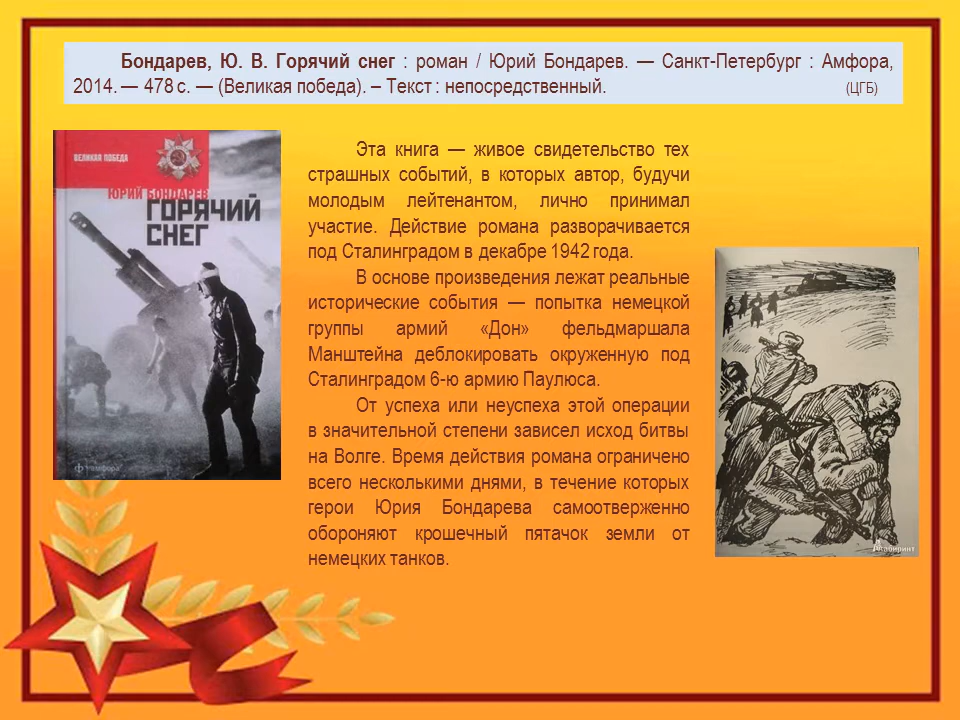 Бондарев, Ю. В. Горячий снег : роман / Юрий Бондарев. — Санкт-Петербург : Амфора,
2014. — 478 с. — (Великая победа). – Текст : непосредственный. (ЦГБ)
ВЕЛИКАЯ ПОБЕДА
ЮРИЙ БОНДАРЕВ
ГОРЯЧИЙ
СНЕГ
амфора
Эта книга — живое свидетельство тех
страшных событий, в которых автор, будучи
молодым лейтенантом, лично принимал
участие. Действие романа разворачивается
под Сталинградом в декабре 1942 года.
В основе произведения лежат реальные
исторические события — попытка немецкой
группы армий «Дон» фельдмаршала
Манштейна деблокировать окруженную под
Сталинградом 6-ю армию Паулюса.
От успеха или неуспеха этой операции
в значительной степени зависел исход битвы
на Волге. Время действия романа ограничено
всего несколькими днями, в течение которых
герои Юрия Бондарева самоотверженно
обороняют крошечный пятачок земли от
немецких танков.
Лабиринт